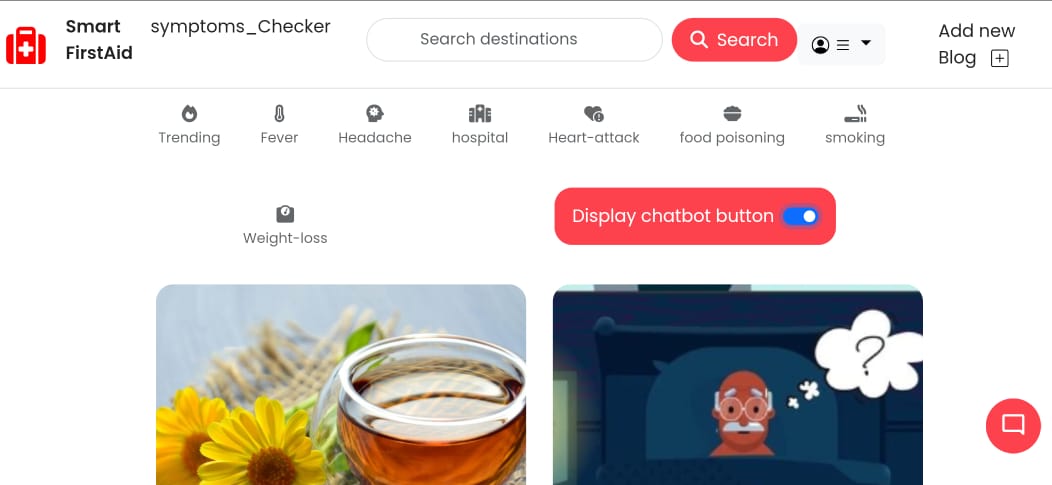 Smart
FirstAid
symptoms_Checker
Search destinations
Search
Add new
Blog
Trending
Fever
Headache
hospital
Heart-attack
food poisoning
smoking
Weight-loss
Display chatbot button
?